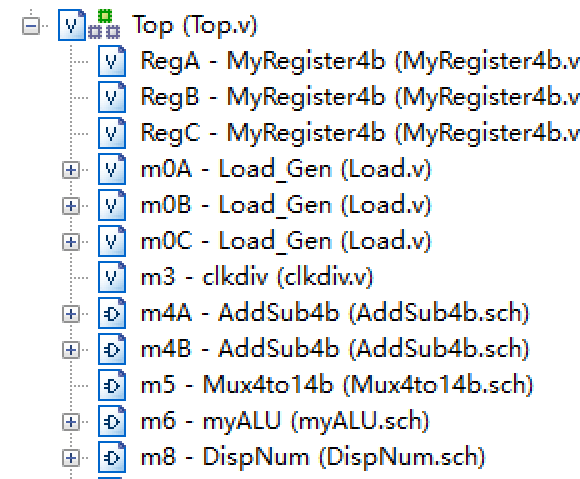 Top (Top.v)
RegA - MyRegister4b (MyRegister4b.v
RegB - MyRegister4b (MyRegister4b.v
RegC - MyRegister4b (MyRegister4b.v
m0A - Load_Gen (Load.v)
m0B - Load_Gen (Load.v)
m0C - Load_Gen (Load.v)
m3 - clkdiv (clkdiv.v)
m4A - AddSub4b (AddSub4b.sch)
m4B - AddSub4b (AddSub4b.sch)
m5 - Mux4to14b (Mux4to14b.sch)
m6 - myALU (myALU.sch)
m8 - DispNum (DispNum.sch)